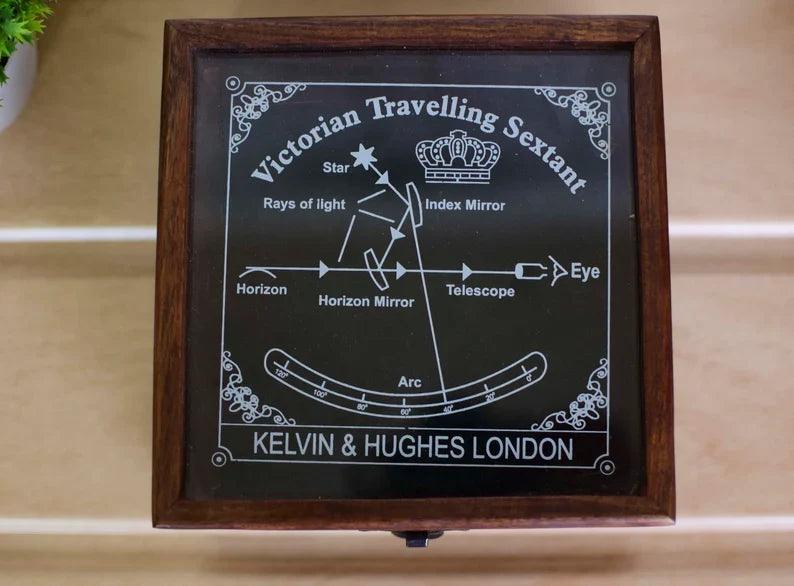 Victorian Travelling Sextant
Star
Rays of light
Index Mirror
Horizon
Horizon Mirror
Telescope
Eye
Arc
120° 100° 80° 60° 40° 20° 0°
KELVIN & HUGHES LONDON